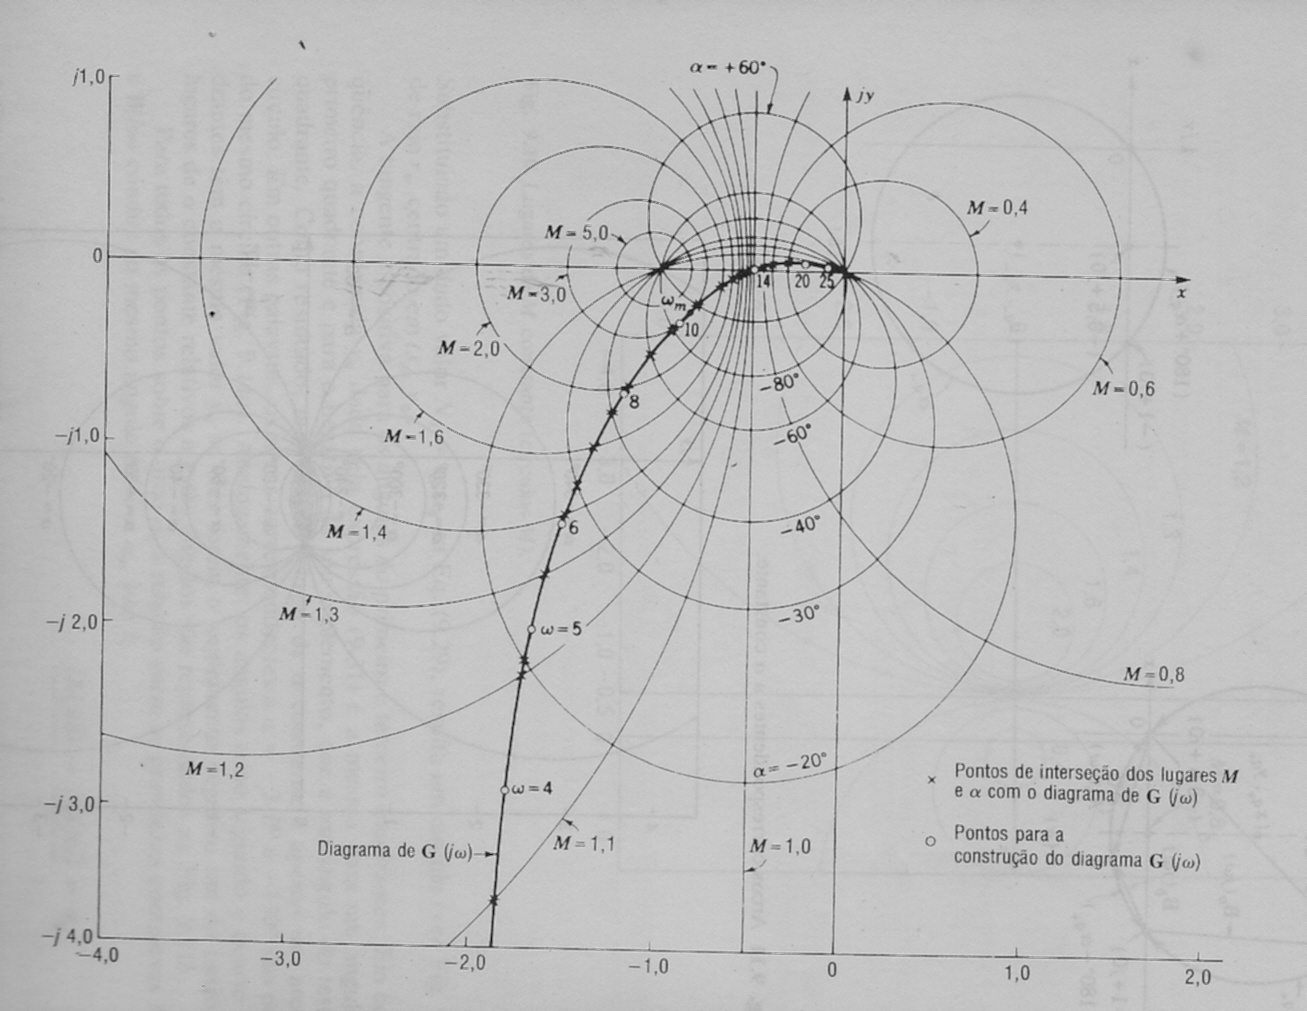 j1,0
α = +60°
jy
M = 0,4
0
M = 5,0
M = 3,0
ωm
14
20
25
x
10
M = 2,0
−80°
M = 0,6
8
−j1,0
M = 1,6
−60°
M = 1,4
6
−40°
M = 1,3
−j 2,0
ω = 5
−30°
M = 0,8
M = 1,2
α = −20°
ω = 4
−j 3,0
Pontos de interseção dos lugares M
e α com o diagrama de G (jω)
Pontos para a
construção do diagrama G (jω)
Diagrama de G (jω)
M = 1,1
M = 1,0
−j 4,0
−4,0
−3,0
−2,0
−1,0
0
1,0
2,0